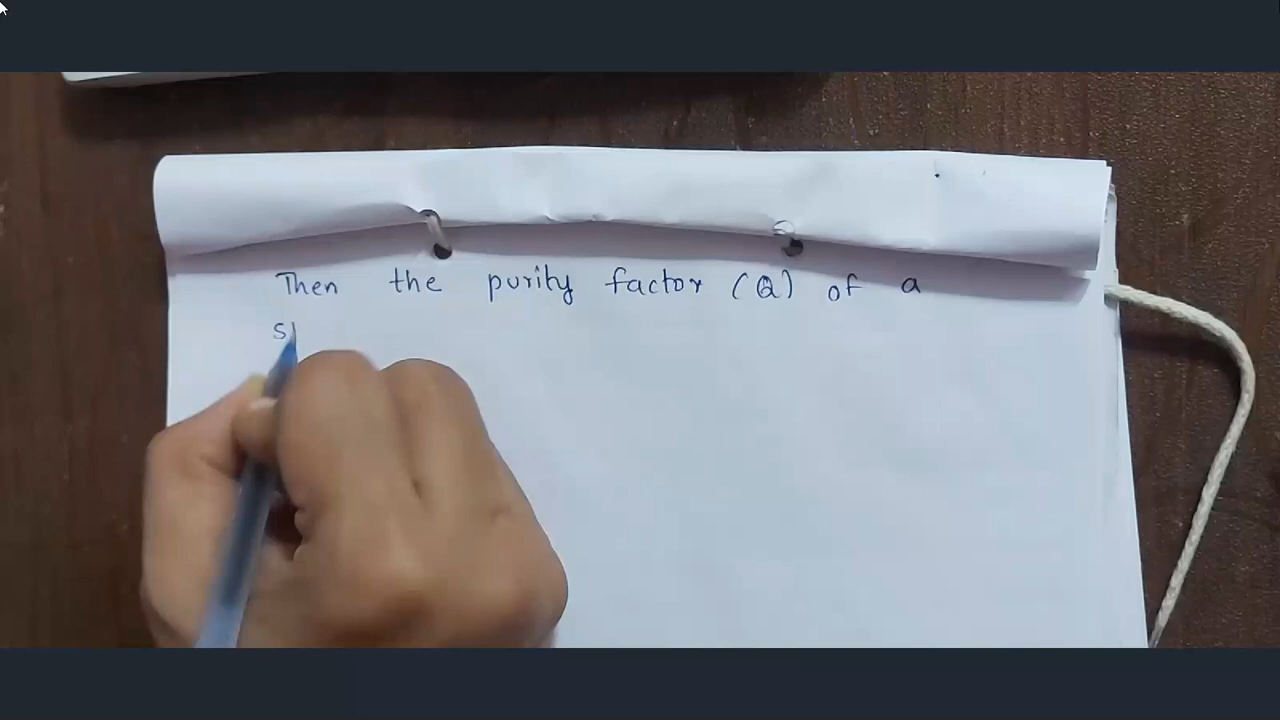 Then the purity factor (Q) of a